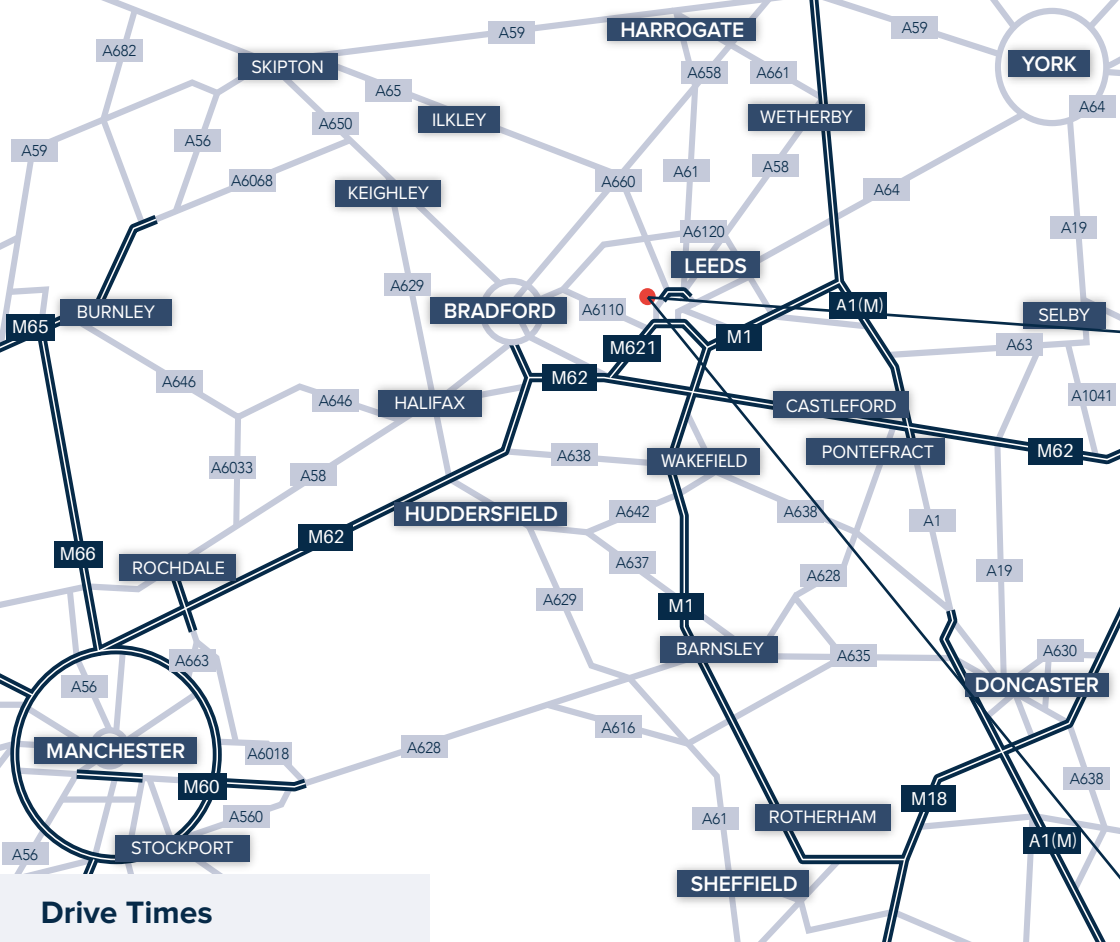 A59
HARROGATE
A59
A682
SKIPTON
YORK
A658
A661
A65
A64
ILKLEY
WETHERBY
A650
A56
A59
A58
A61
A6068
A660
KEIGHLEY
A64
A19
A6120
LEEDS
A629
BRADFORD
A6110
A1(M)
BURNLEY
SELBY
M65
M1
M621
A63
M62
A646
A646
HALIFAX
A1041
CASTLEFORD
PONTEFRACT
M62
A638
WAKEFIELD
A6033
A58
HUDDERSFIELD
A642
A638
A1
M62
M66
ROCHDALE
A637
A628
A19
A629
M1
BARNSLEY
A635
A630
A663
A56
DONCASTER
A616
MANCHESTER
A6018
A628
A638
M60
M18
A560
A61
ROTHERHAM
A1(M)
STOCKPORT
A56
SHEFFIELD
Drive Times